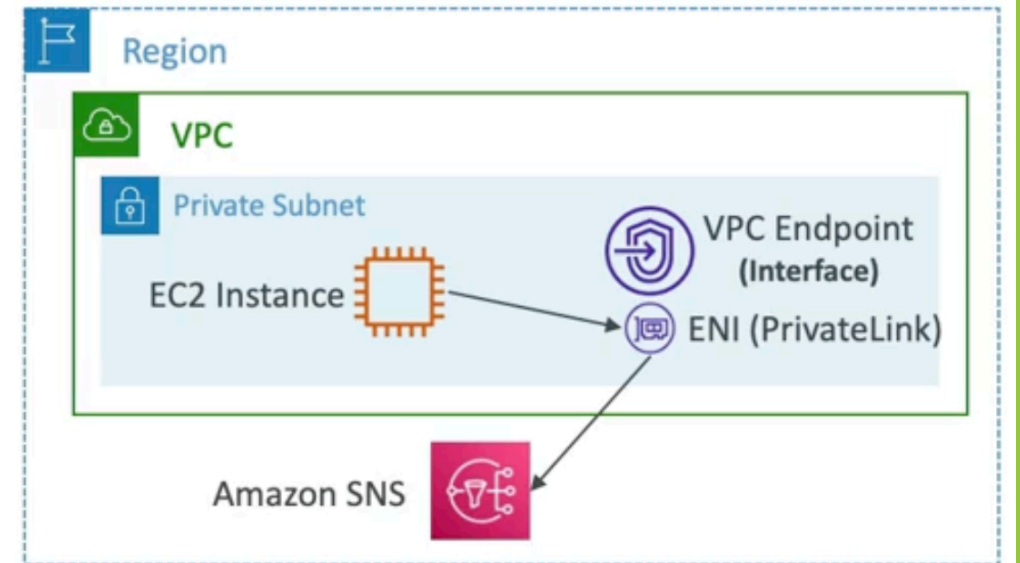 Region
VPC
Private Subnet
VPC Endpoint
(Interface)
EC2 Instance
ENI (PrivateLink)
Amazon SNS